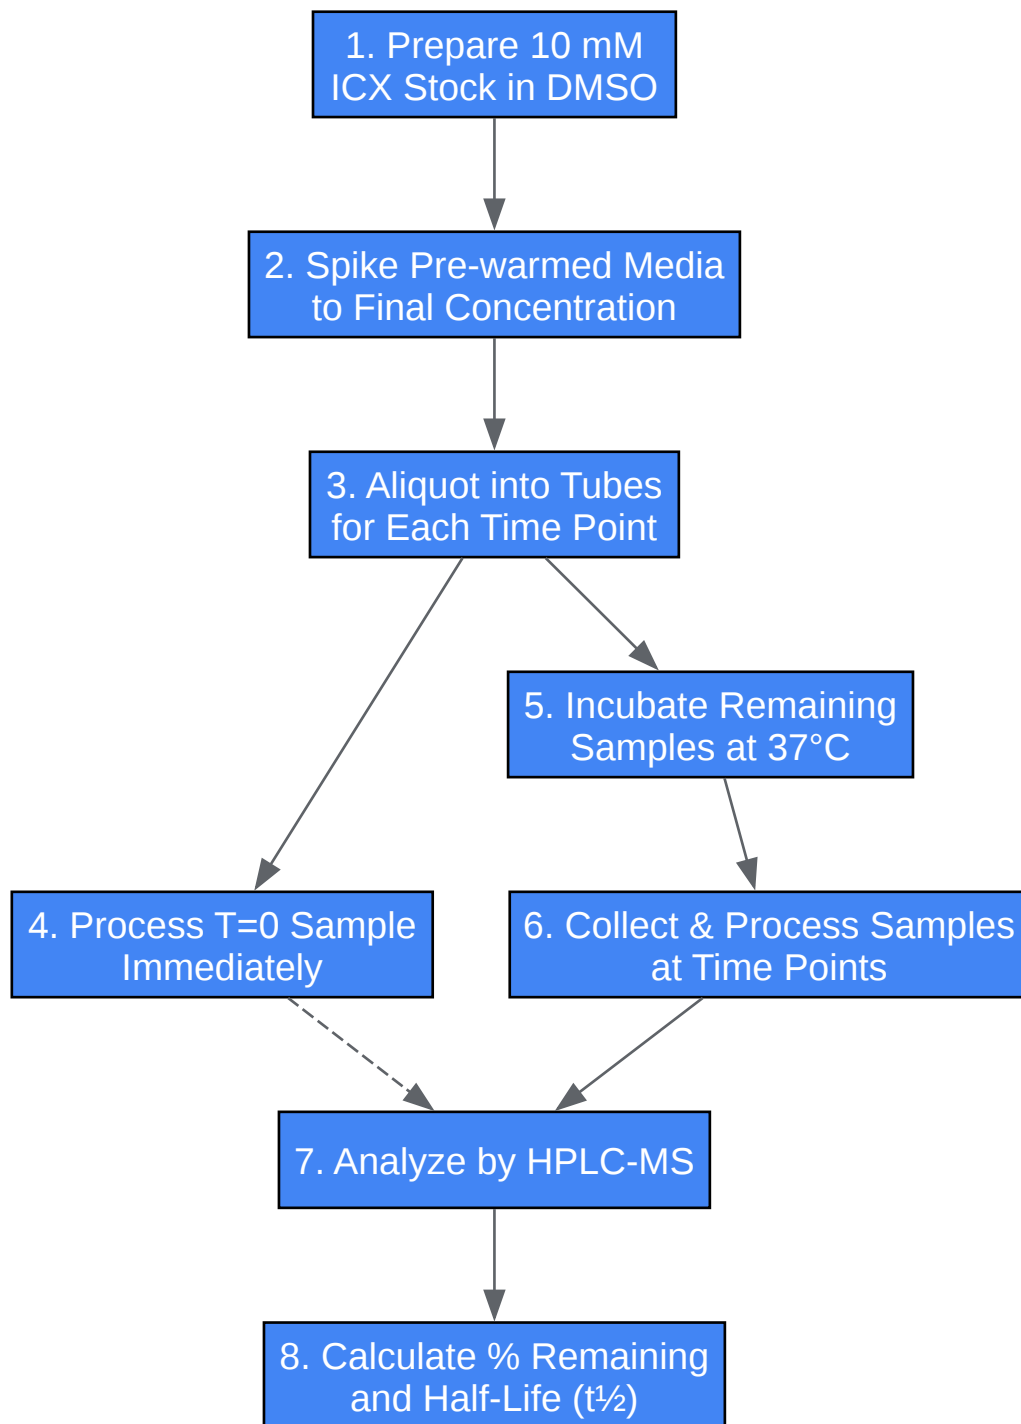 1. Prepare 10 mM
ICX Stock in DMSO
2. Spike Pre-warmed Media
to Final Concentration
3. Aliquot into Tubes
for Each Time Point
5. Incubate Remaining
Samples at 37°C
4. Process T=0 Sample
Immediately
6. Collect & Process Samples
at Time Points
7. Analyze by HPLC-MS
8. Calculate % Remaining
and Half-Life (t½)